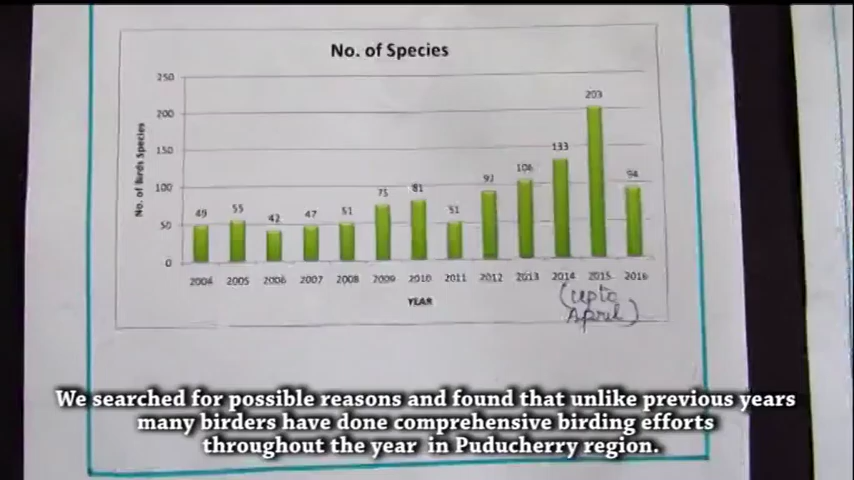 No. of Species
250
200
150
100
50
0
No. of Birds Species
49 55 42 47 51 75 81 51 92 106 133 203 94
2004 2005 2006 2007 2008 2009 2010 2011 2012 2013 2014 2015 2016
YEAR
(upto
April)
We searched for possible reasons and found that unlike previous years
many birders have done comprehensive birding efforts
throughout the year in Puducherry region.